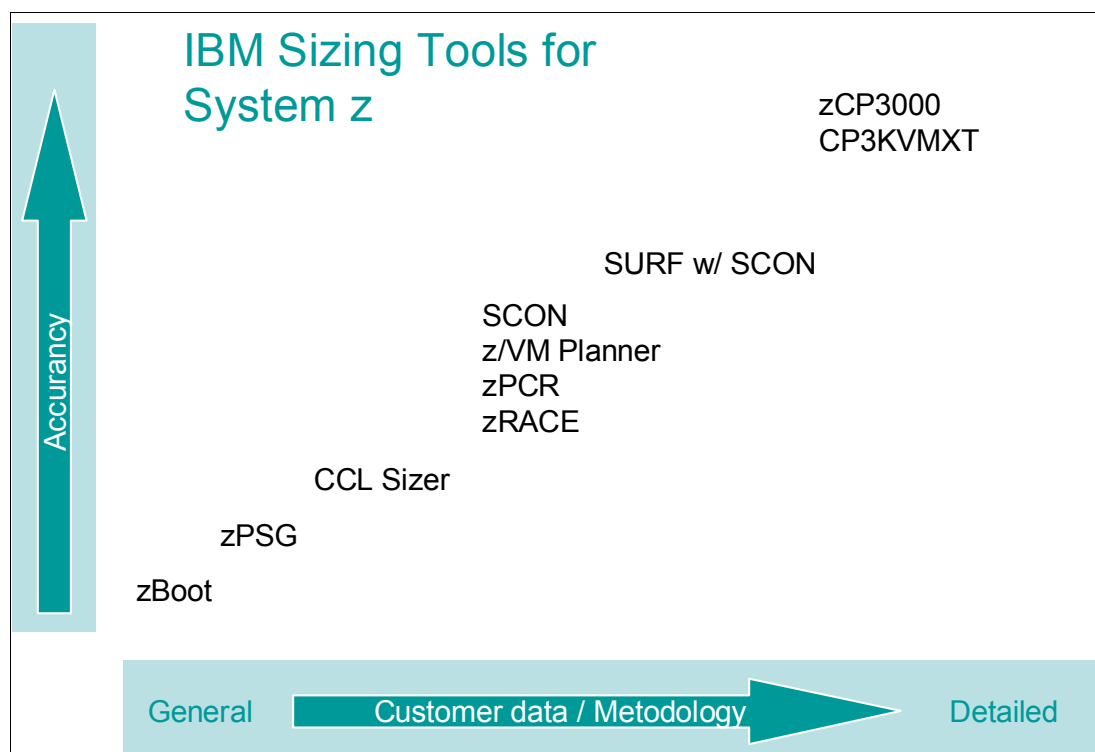 IBM Sizing Tools for
System z
zCP3000
CP3KVMXT
SURF w/ SCON
SCON
z/VM Planner
zPCR
zRACE
CCL Sizer
zPSG
zBoot
Accurancy
General
Customer data / Metodology
Detailed